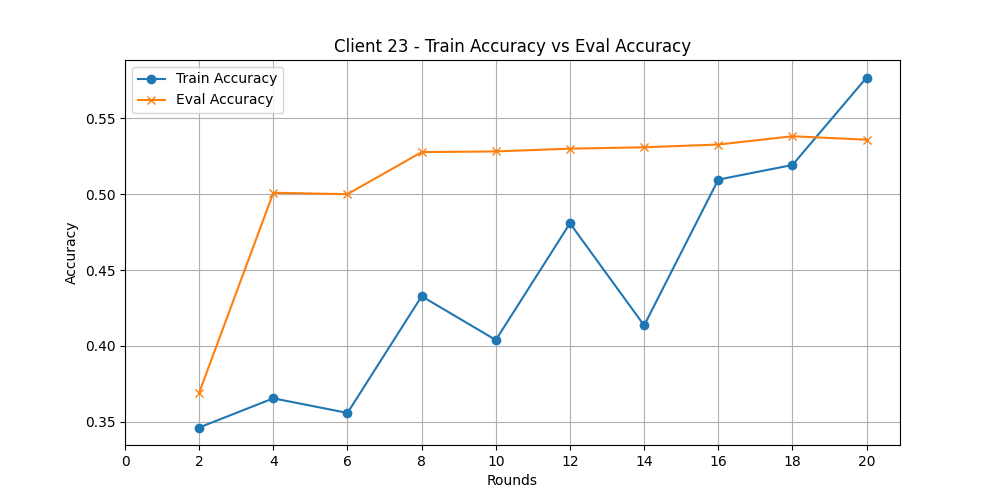 Client 23 - Train Accuracy vs Eval Accuracy
Train Accuracy
Eval Accuracy
Accuracy
0.55
0.50
0.45
0.40
0.35
0 2 4 6 8 10 12 14 16 18 20
Rounds